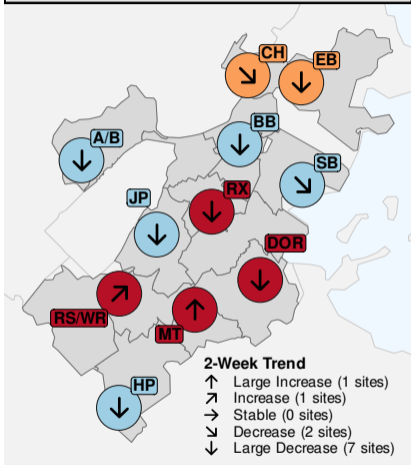 CH
EB
A/B
BB
SB
JP
RX
DOR
RS/WR
MT
HP
2-Week Trend
↑ Large Increase (1 sites)
↗ Increase (1 sites)
→ Stable (0 sites)
↘ Decrease (2 sites)
↓ Large Decrease (7 sites)